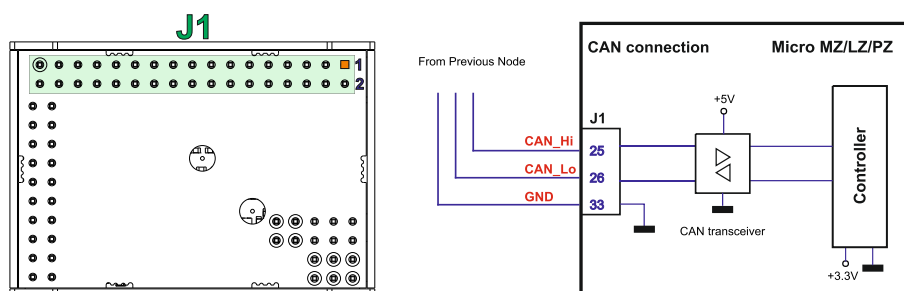 J1
1
2
From Previous Node
CAN connection
Micro MZ/LZ/PZ
+5V
J1
CAN_Hi
25
CAN_Lo
26
GND
33
CAN transceiver
Controller
+3.3V